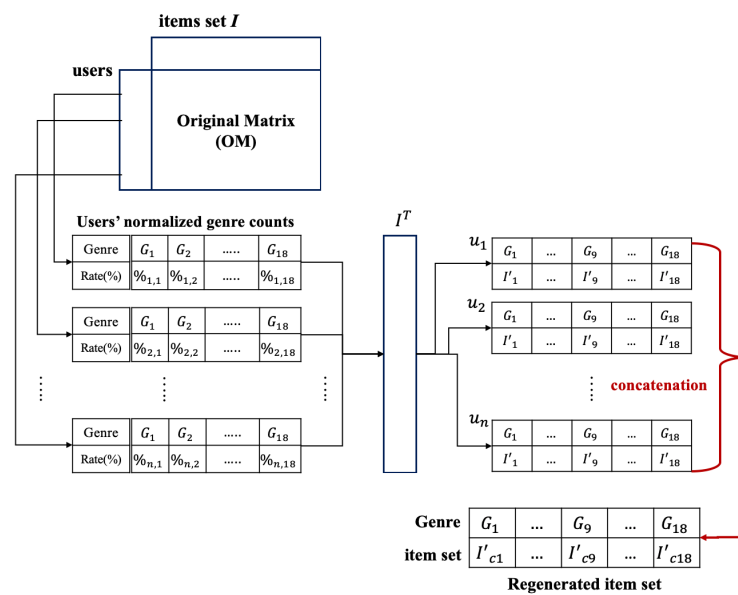 items set I
users
Original Matrix
(OM)
Users' normalized genre counts
Genre G₁ G₂ ..... G₁₈
Rate(%) %₁,₁ %₁,₂ ..... %₁,₁₈
Genre G₁ G₂ ..... G₁₈
Rate(%) %₂,₁ %₂,₂ ..... %₂,₁₈
Genre G₁ G₂ ..... G₁₈
Rate(%) %ₙ,₁ %ₙ,₂ ..... %ₙ,₁₈
Iᵀ
u₁
G₁ ... G₉ ... G₁₈
I'₁ ... I'₉ ... I'₁₈
u₂
G₁ ... G₉ ... G₁₈
I'₁ ... I'₉ ... I'₁₈
concatenation
uₙ
G₁ ... G₉ ... G₁₈
I'₁ ... I'₉ ... I'₁₈
Genre G₁ ... G₉ ... G₁₈
item set I'c1 ... I'c9 ... I'c18
Regenerated item set